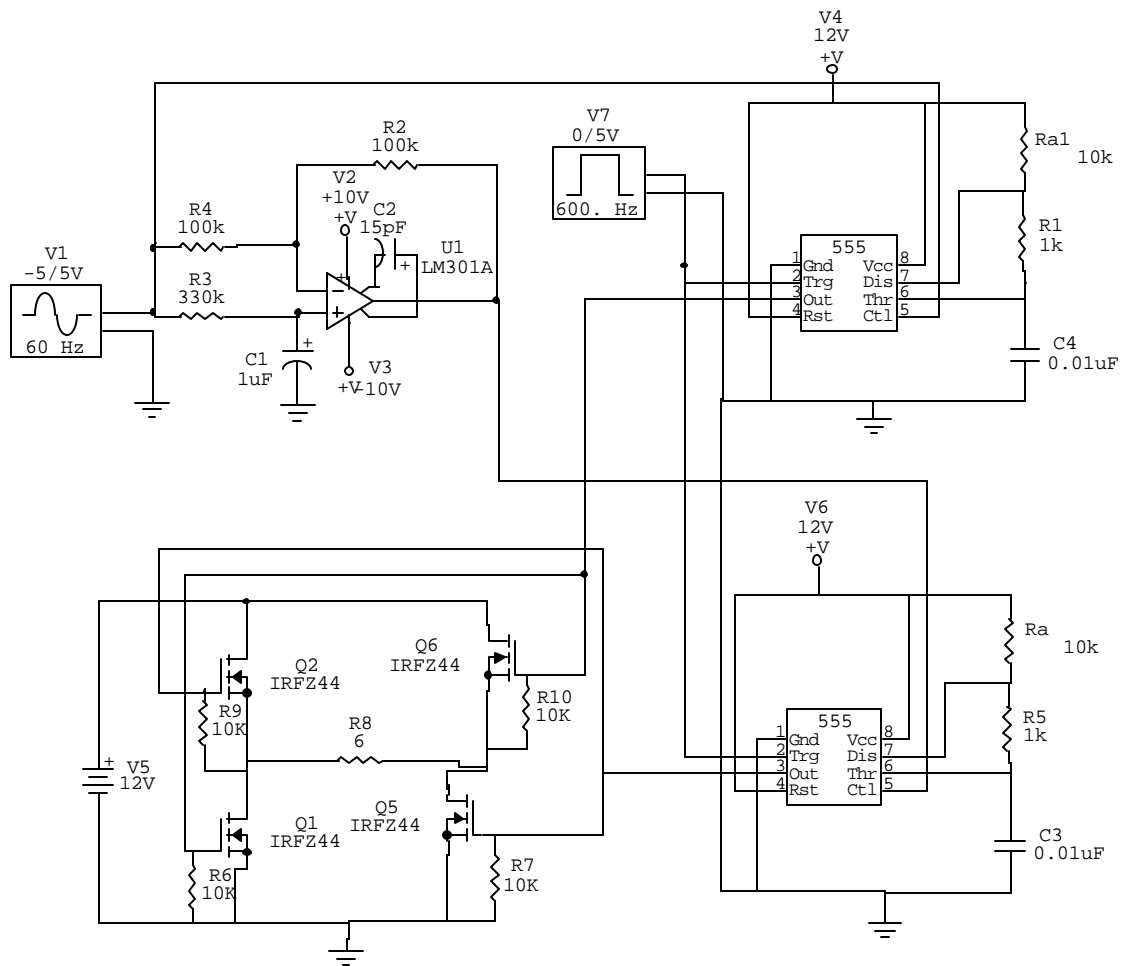 V4
12V
+V
V7
0/5V
600. Hz
R2
100k
V2
+10V
+V
C2
15pF
+
U1
LM301A
R4
100k
R3
330k
V1
-5/5V
60 Hz
+
−
+
C1
1uF
+
V3
+V-10V
Ra1
10k
R1
1k
555
1 Gnd Vcc 8
2 Trg Dis 7
3 Out Thr 6
4 Rst Ctl 5
C4
0.01uF
V6
12V
+V
Ra
10k
R5
1k
555
1 Gnd Vcc 8
2 Trg Dis 7
3 Out Thr 6
4 Rst Ctl 5
C3
0.01uF
Q2
IRFZ44
Q6
IRFZ44
R9
10K
R10
10K
R8
6
+
V5
12V
Q1
IRFZ44
Q5
IRFZ44
R6
10K
R7
10K